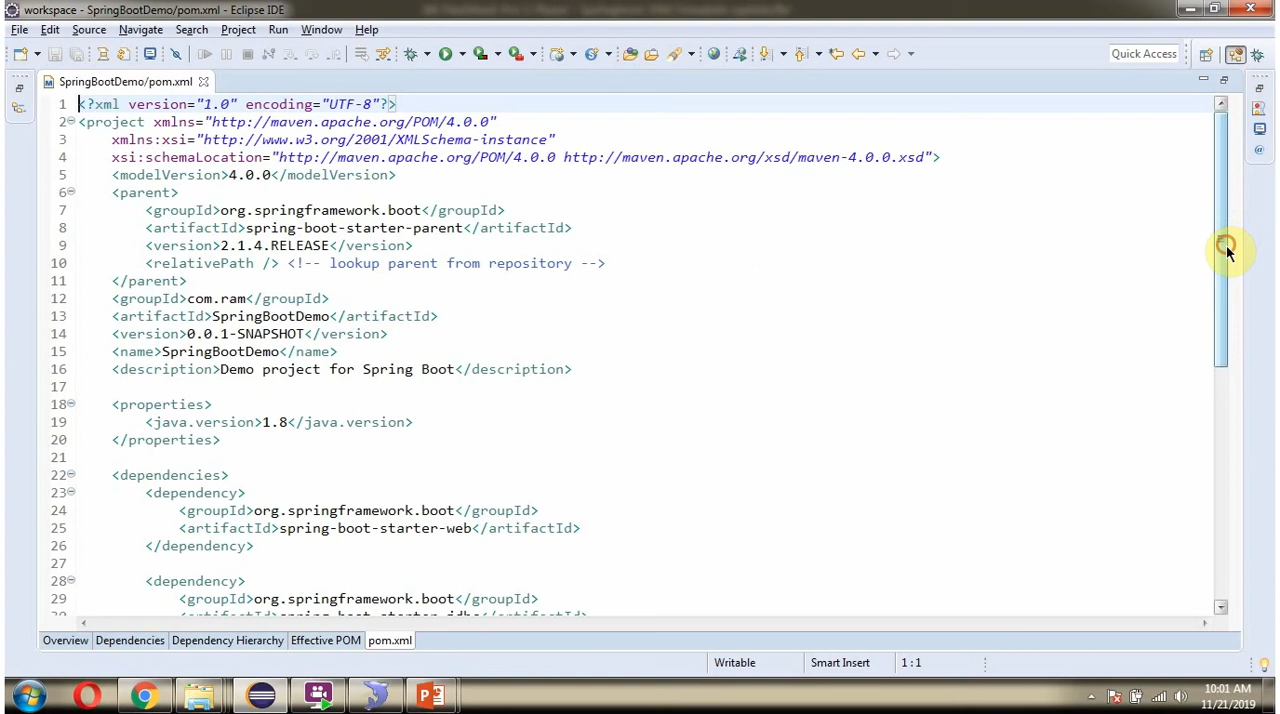 workspace - SpringBootDemo/pom.xml - Eclipse IDE
File Edit Source Navigate Search Project Run Window Help
Quick Access
SpringBootDemo/pom.xml
1 <?xml version="1.0" encoding="UTF-8"?>
2 <project xmlns="http://maven.apache.org/POM/4.0.0"
3 xmlns:xsi="http://www.w3.org/2001/XMLSchema-instance"
4 xsi:schemaLocation="http://maven.apache.org/POM/4.0.0 http://maven.apache.org/xsd/maven-4.0.0.xsd">
5 <modelVersion>4.0.0</modelVersion>
6 <parent>
7 <groupId>org.springframework.boot</groupId>
8 <artifactId>spring-boot-starter-parent</artifactId>
9 <version>2.1.4.RELEASE</version>
10 <relativePath /> <!-- lookup parent from repository -->
11 </parent>
12 <groupId>com.ram</groupId>
13 <artifactId>SpringBootDemo</artifactId>
14 <version>0.0.1-SNAPSHOT</version>
15 <name>SpringBootDemo</name>
16 <description>Demo project for Spring Boot</description>
17
18 <properties>
19 <java.version>1.8</java.version>
20 </properties>
21
22 <dependencies>
23 <dependency>
24 <groupId>org.springframework.boot</groupId>
25 <artifactId>spring-boot-starter-web</artifactId>
26 </dependency>
27
28 <dependency>
29 <groupId>org.springframework.boot</groupId>
30 <artifactId>spring-boot-starter-jdbc</artifactId>
Overview Dependencies Dependency Hierarchy Effective POM pom.xml
Writable Smart Insert 1 : 1
10:01 AM
11/21/2019